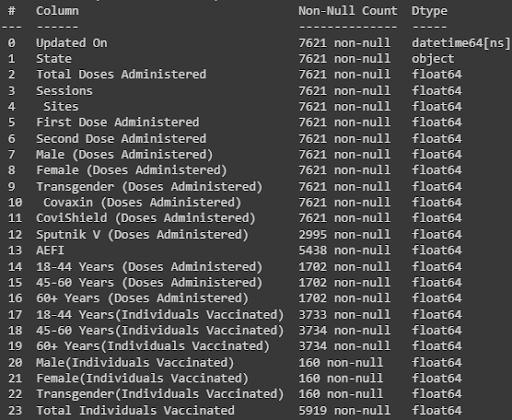 #   Column                               Non-Null Count  Dtype
---  ------                               --------------  -----
 0   Updated On                           7621 non-null   datetime64[ns]
 1   State                                7621 non-null   object
 2   Total Doses Administered             7621 non-null   float64
 3   Sessions                             7621 non-null   float64
 4    Sites                               7621 non-null   float64
 5   First Dose Administered              7621 non-null   float64
 6   Second Dose Administered             7621 non-null   float64
 7   Male (Doses Administered)            7621 non-null   float64
 8   Female (Doses Administered)          7621 non-null   float64
 9   Transgender (Doses Administered)     7621 non-null   float64
 10   Covaxin (Doses Administered)        7621 non-null   float64
 11  CoviShield (Doses Administered)      7621 non-null   float64
 12  Sputnik V (Doses Administered)       2995 non-null   float64
 13  AEFI                                 5438 non-null   float64
 14  18-44 Years (Doses Administered)     1702 non-null   float64
 15  45-60 Years (Doses Administered)     1702 non-null   float64
 16  60+ Years (Doses Administered)       1702 non-null   float64
 17  18-44 Years(Individuals Vaccinated)  3733 non-null   float64
 18  45-60 Years(Individuals Vaccinated)  3734 non-null   float64
 19  60+ Years(Individuals Vaccinated)    3734 non-null   float64
 20  Male(Individuals Vaccinated)         160 non-null    float64
 21  Female(Individuals Vaccinated)       160 non-null    float64
 22  Transgender(Individuals Vaccinated)  160 non-null    float64
 23  Total Individuals Vaccinated         5919 non-null   float64